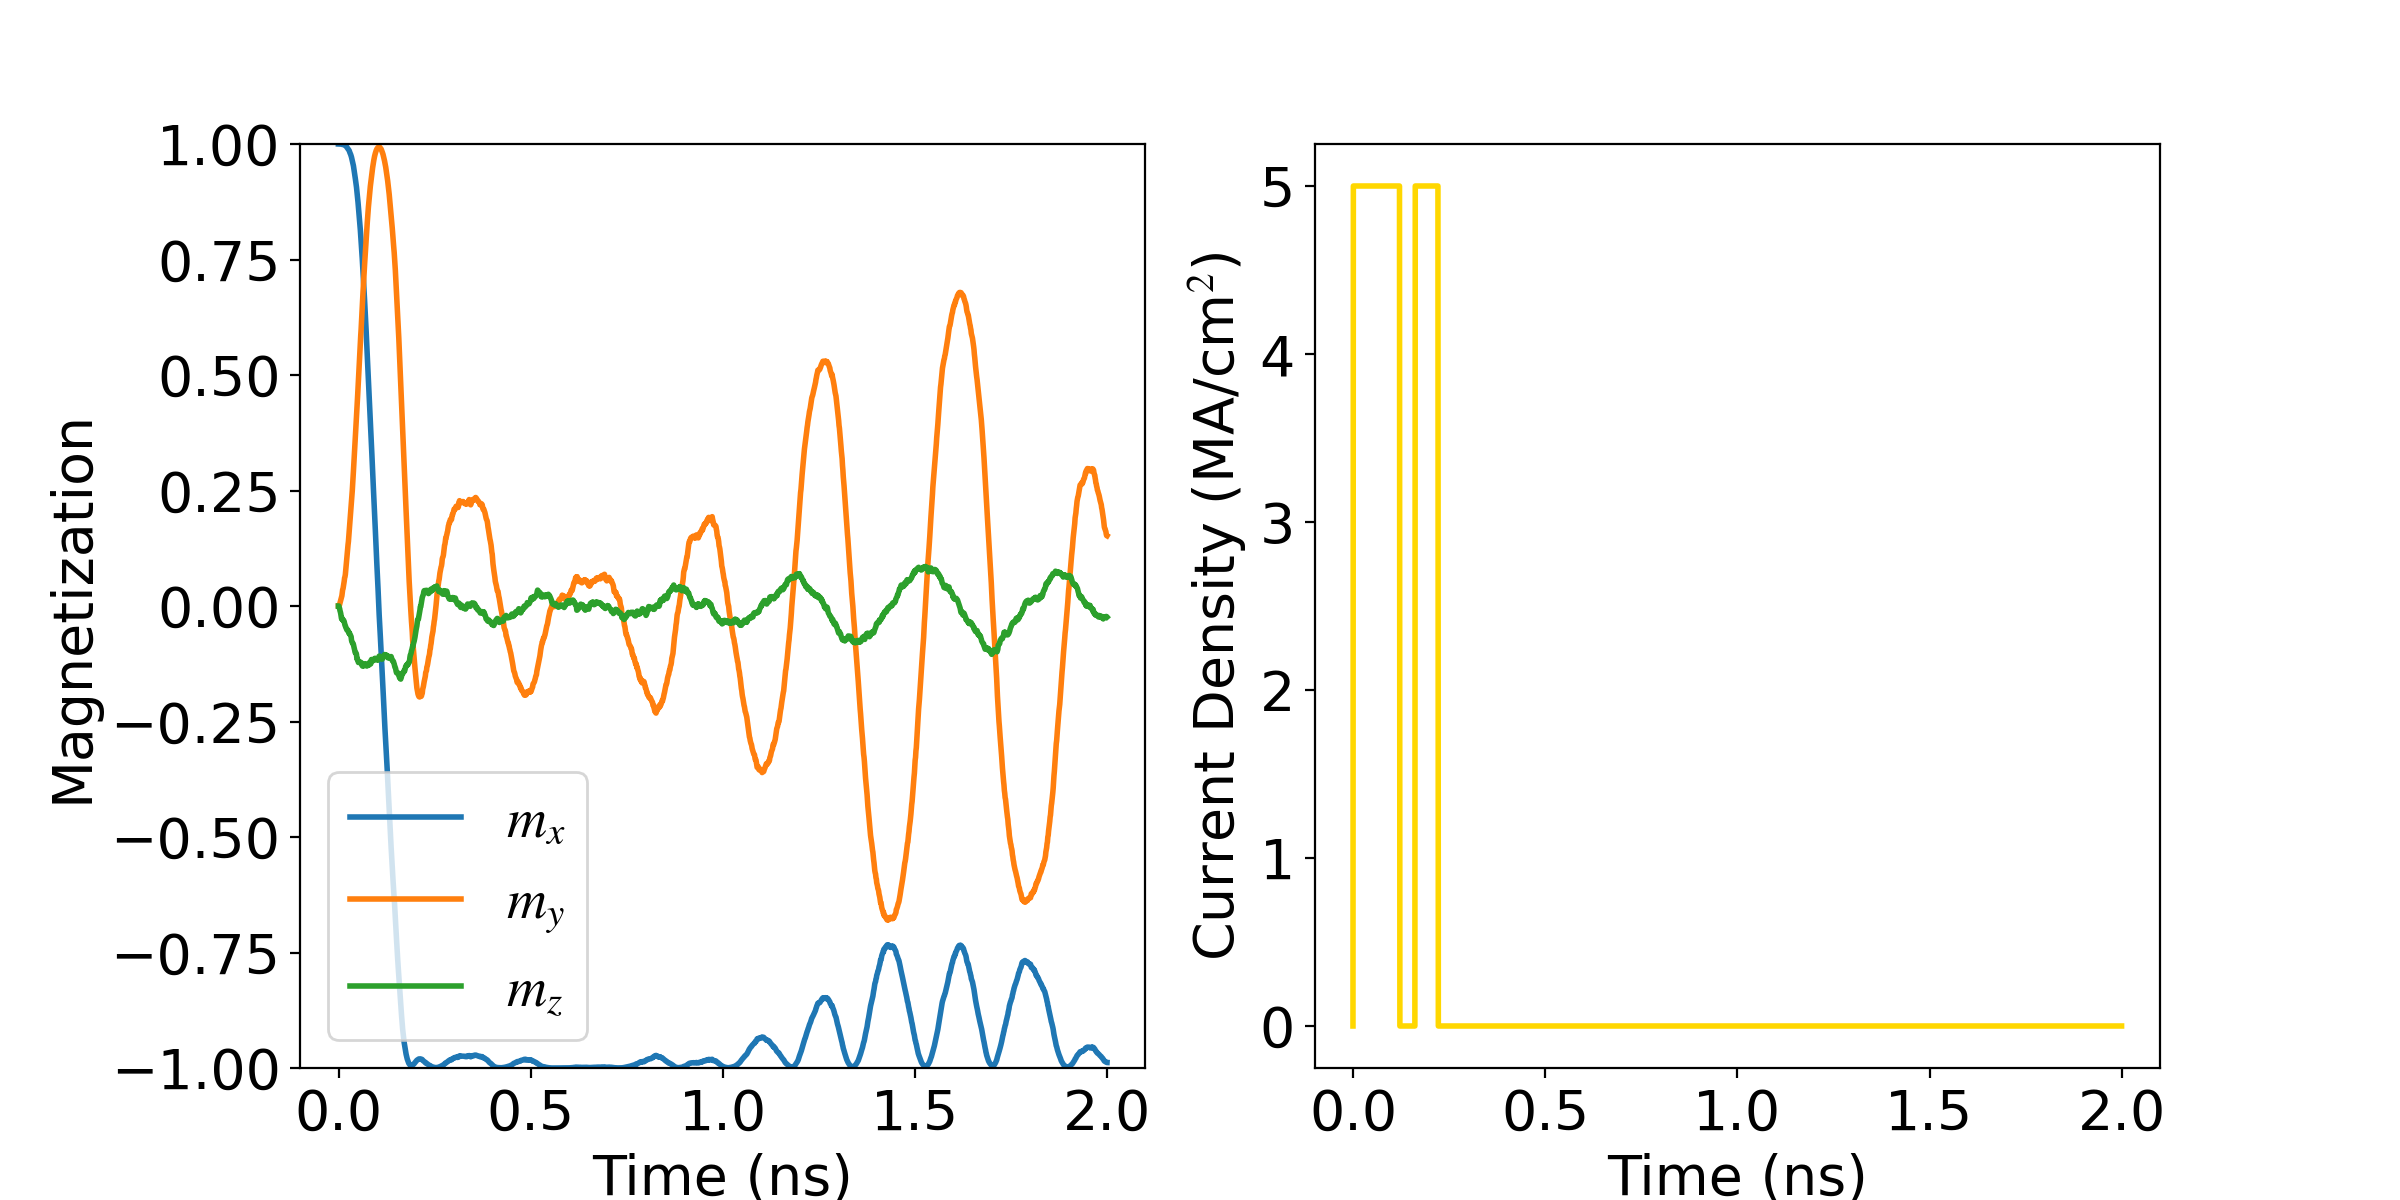 1.00
0.75
0.50
0.25
0.00
−0.25
−0.50
−0.75
−1.00
Magnetization
m_x
m_y
m_z
0.0 0.5 1.0 1.5 2.0
Time (ns)
5
4
3
2
1
0
Current Density (MA/cm²)
0.0 0.5 1.0 1.5 2.0
Time (ns)